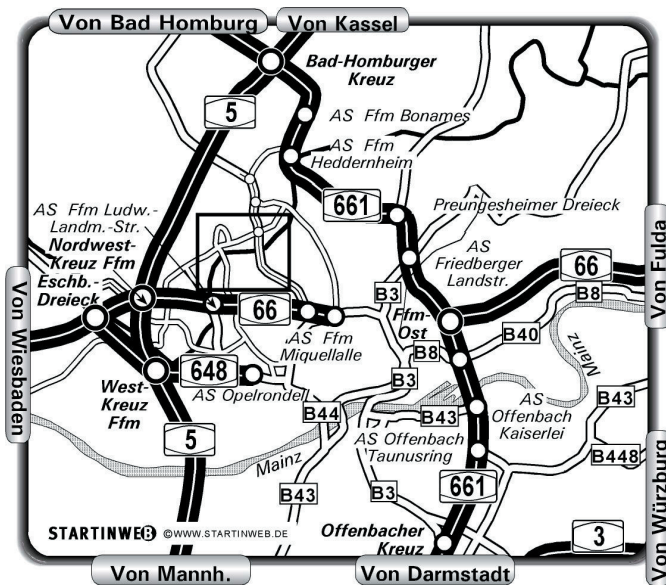 Von Bad Homburg
Von Kassel
Bad-Homburger
Kreuz
5
AS Ffm Bonames
AS Ffm
Heddernheim
661
Preungesheimer Dreieck
AS Ffm Ludw.-
Landm.-Str.
Nordwest-
Kreuz Ffm
Eschb.-
Dreieck
AS
Friedberger
Landstr.
66
Von Fulda
B8
B3
66
Ffm-
Ost
B40
Mainz
AS Ffm
Miquellalle
B8
Von Wiesbaden
648
B3
West-
Kreuz
Ffm
AS Opelrondel
B44
B43
AS
Offenbach
Kaiserlei
B43
5
AS Offenbach
Taunusring
B448
Mainz
B43
B3
661
Von Würzburg
Offenbacher
Kreuz
3
STARTINWEB ©WWW.STARTINWEB.DE
Von Mannh.
Von Darmstadt